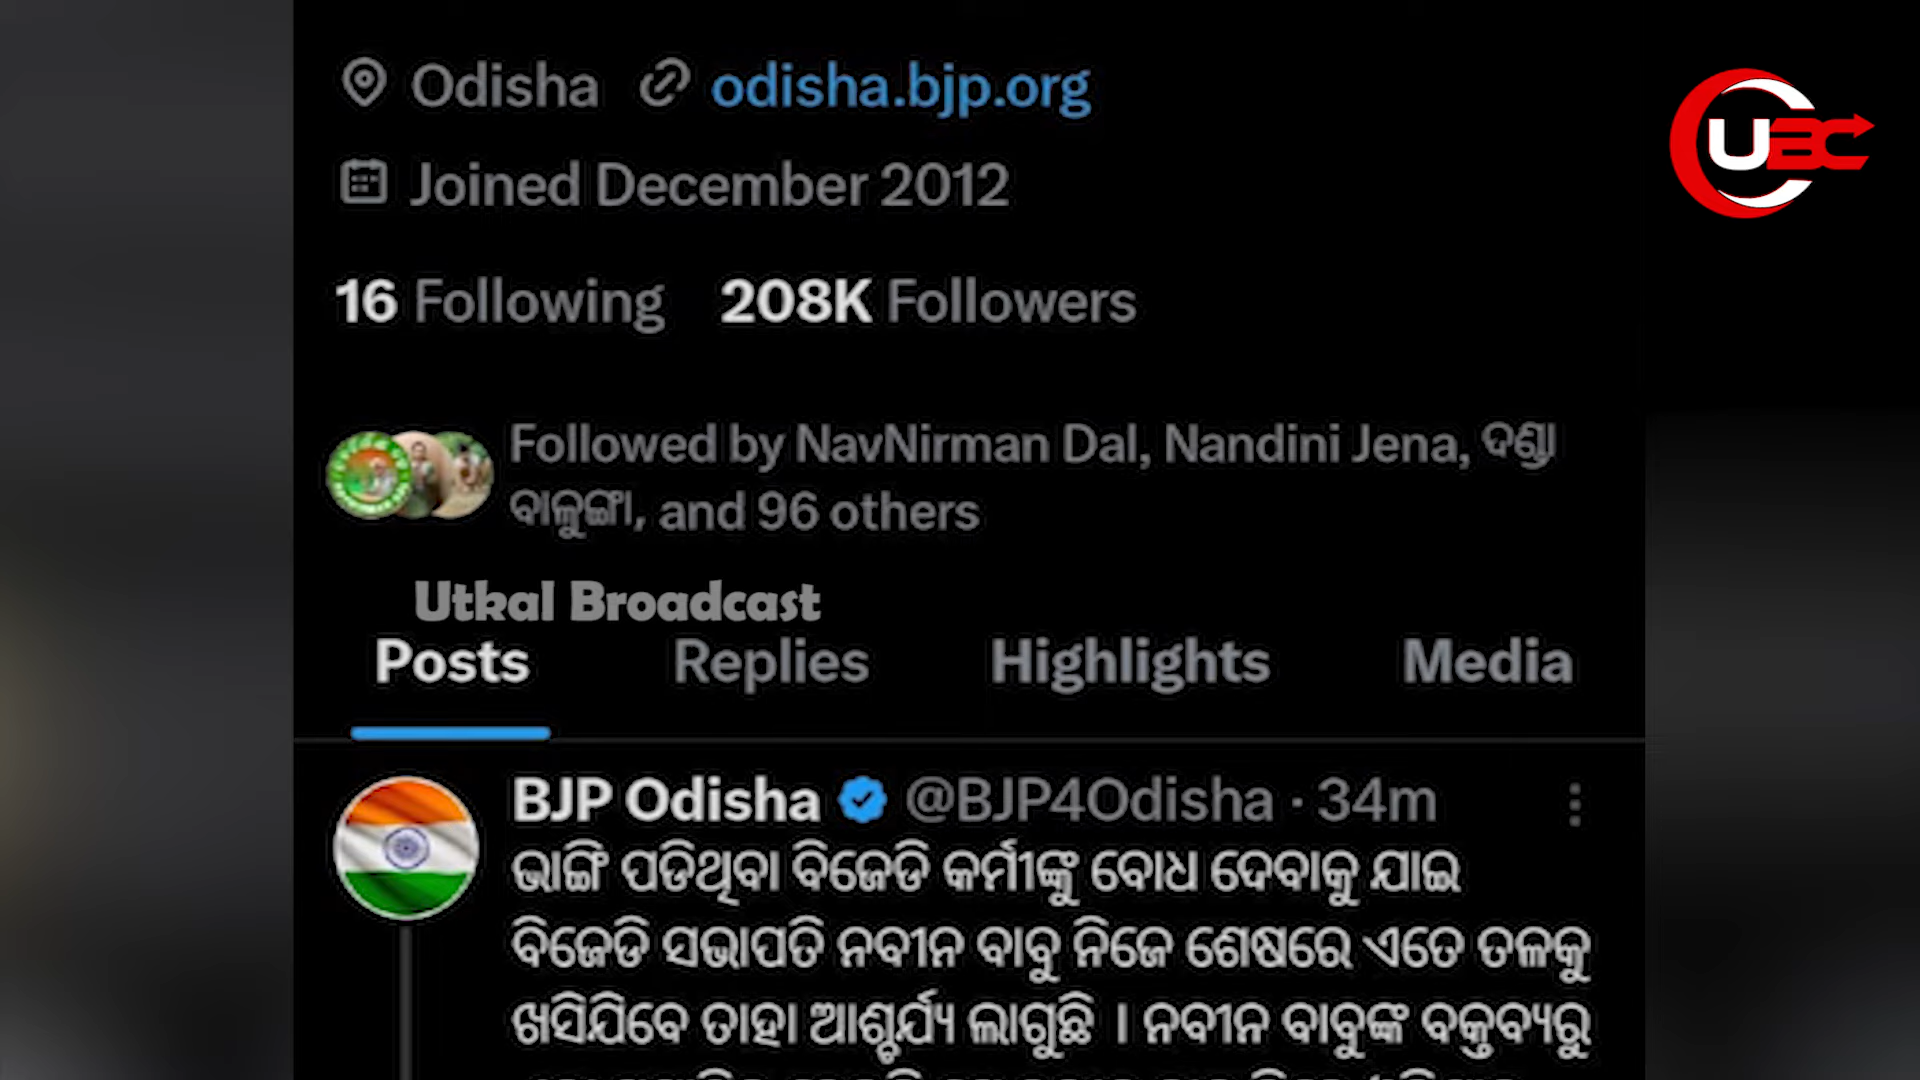 Odisha odisha.bjp.org
UBC
Joined December 2012
16 Following 208K Followers
Followed by NavNirman Dal, Nandini Jena, ଦଣ୍ଡା
ବାଳୁଙ୍ଗା, and 96 others
Utkal Broadcast
Posts Replies Highlights Media
BJP Odisha @BJP4Odisha · 34m
ଭାଙ୍ଗି ପଡିଥିବା ବିଜେଡି କର୍ମୀଙ୍କୁ ବୋଧ ଦେବାକୁ ଯାଇ
ବିଜେଡି ସଭାପତି ନବୀନ ବାବୁ ନିଜେ ଶେଷରେ ଏତେ ତଳକୁ
ଖସିଯିବେ ତାହା ଆଶ୍ଚର୍ଯ୍ୟ ଲାଗୁଛି । ନବୀନ ବାବୁଙ୍କ ବକ୍ତବ୍ୟରୁ